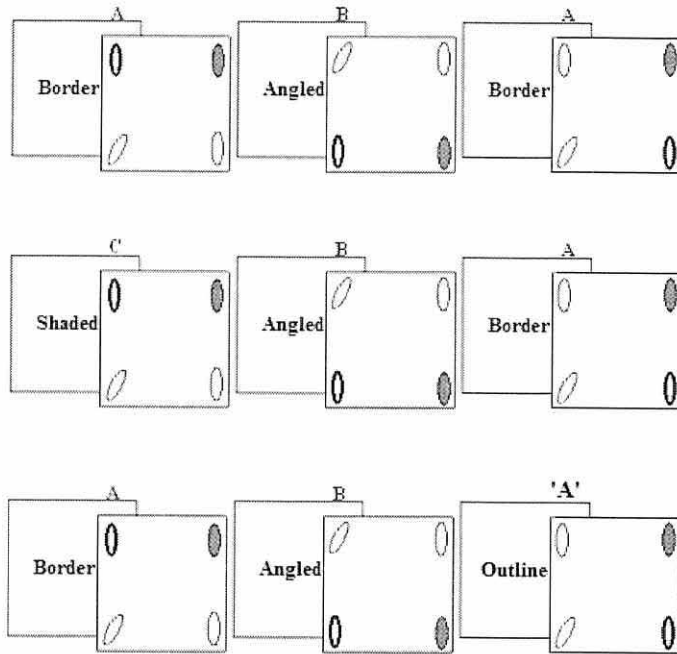 A B A
Border Angled Border
C B A
Shaded Angled Border
A B 'A'
Border Angled Outline